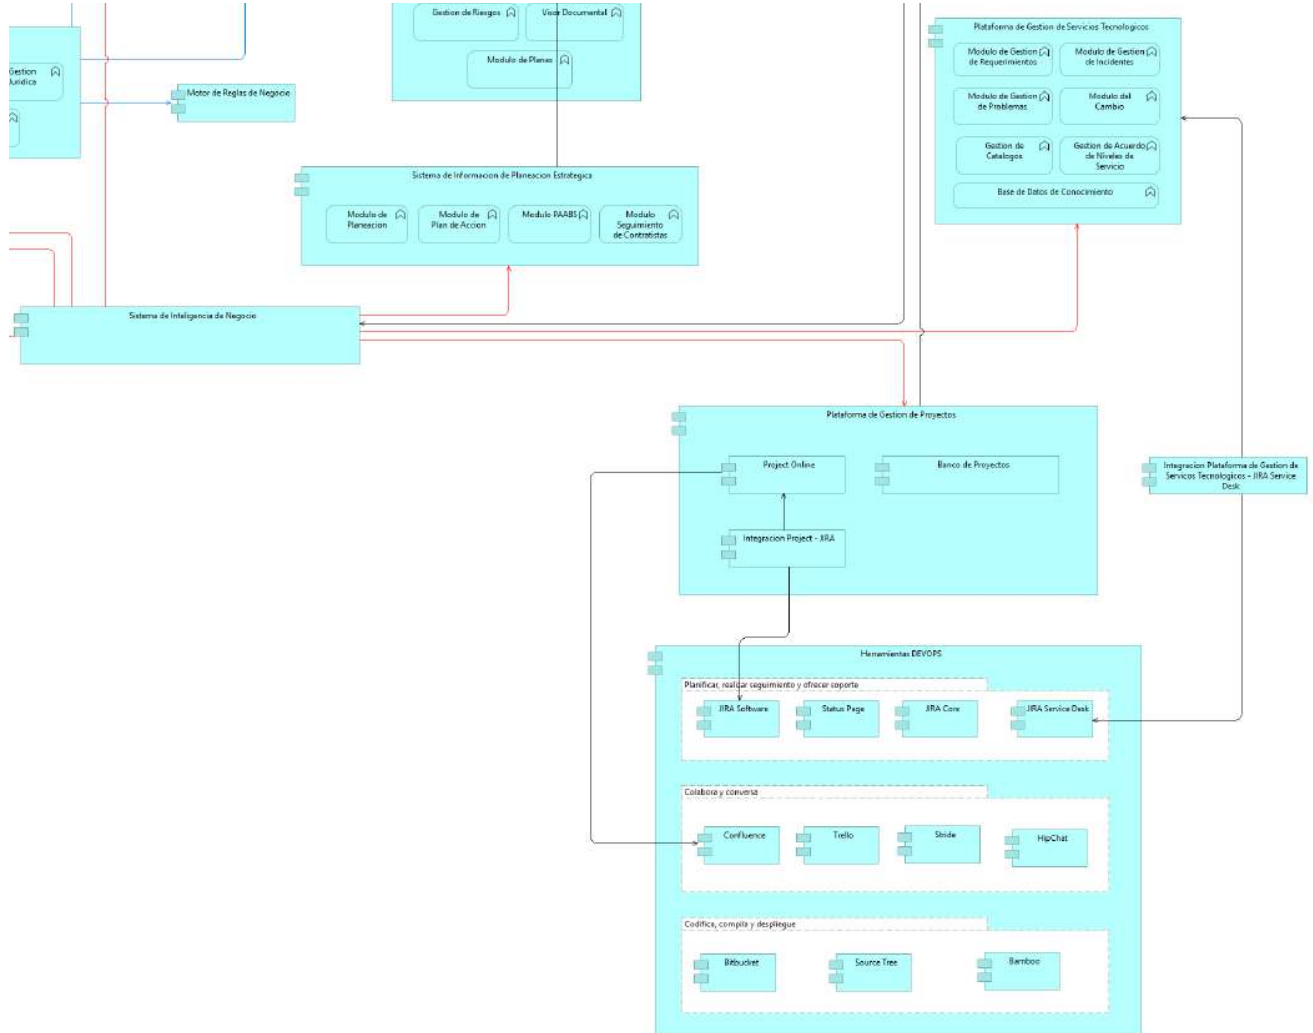 Gestion de Riesgos
Visor Documental
Modulo de Planes
Gestion
Juridica
Motor de Reglas de Negocio
Plataforma de Gestion de Servicios Tecnologicos
Modulo de Gestion
de Requerimientos
Modulo de Gestion
de Incidentes
Modulo de Gestion
de Problemas
Modulo del
Cambio
Gestion de
Catalogos
Gestion de Acuerdo
de Niveles de
Servicio
Base de Datos de Conocimiento
Sistema de Informacion de Planeacion Estrategica
Modulo de
Planeacion
Modulo de
Plan de Accion
Modulo PAABS
Modulo
Seguimiento
de Contratistas
Sistema de Inteligencia de Negocio
Plataforma de Gestion de Proyectos
Project Online
Banco de Proyectos
Integracion Project - JIRA
Integracion Plataforma de Gestion de
Servicos Tecnologicos - JIRA Service
Desk
Herramientas DEVOPS
Planificar, realizar seguimiento y ofrecer soporte
JIRA Software
Status Page
JIRA Core
JIRA Service Desk
Colabora y conversa
Confluence
Trello
Stride
HipChat
Codifica, compila y despliegue
Bitbucket
Source Tree
Bamboo